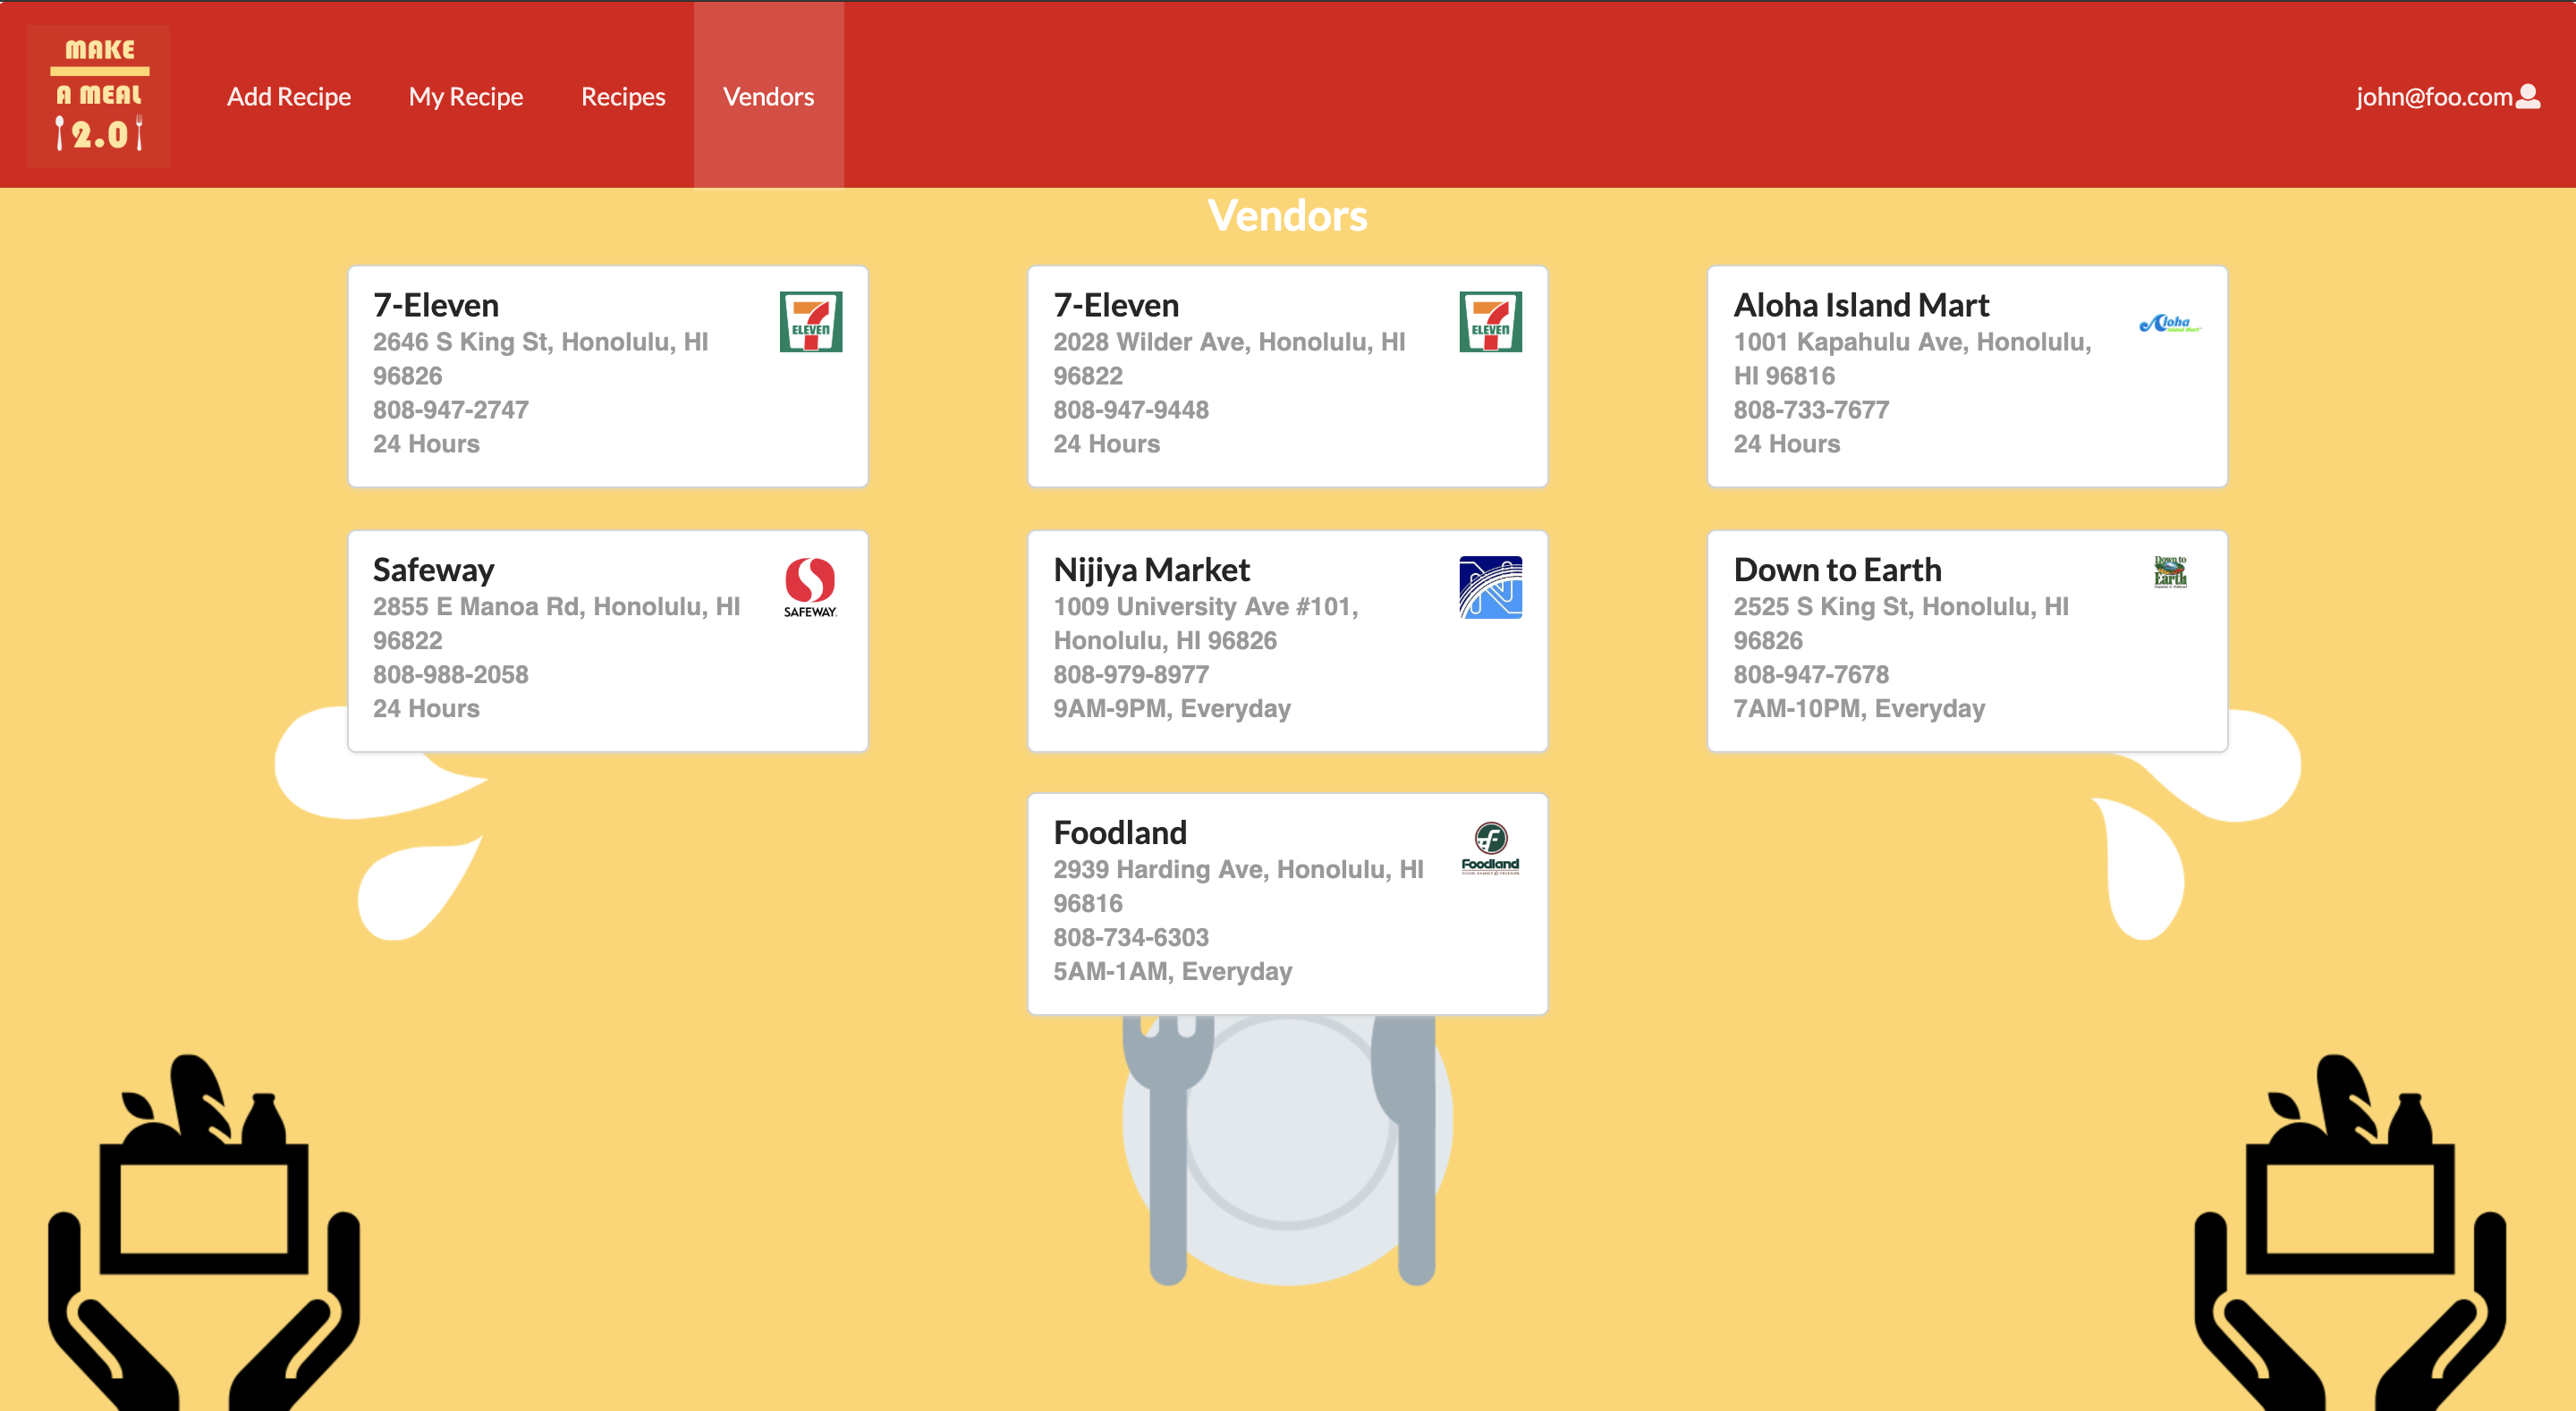 MAKE
A MEAL
2.0
Add Recipe
My Recipe
Recipes
Vendors
john@foo.com
Vendors
7-Eleven
2646 S King St, Honolulu, HI
96826
808-947-2747
24 Hours
7
ELEVEN
7-Eleven
2028 Wilder Ave, Honolulu, HI
96822
808-947-9448
24 Hours
7
ELEVEN
Aloha Island Mart
1001 Kapahulu Ave, Honolulu,
HI 96816
808-733-7677
24 Hours
Aloha
Island Mart
Safeway
2855 E Manoa Rd, Honolulu, HI
96822
808-988-2058
24 Hours
SAFEWAY
Nijiya Market
1009 University Ave #101,
Honolulu, HI 96826
808-979-8977
9AM-9PM, Everyday
N
Down to Earth
2525 S King St, Honolulu, HI
96826
808-947-7678
7AM-10PM, Everyday
Down to
Earth
Foodland
2939 Harding Ave, Honolulu, HI
96816
808-734-6303
5AM-1AM, Everyday
f
Foodland